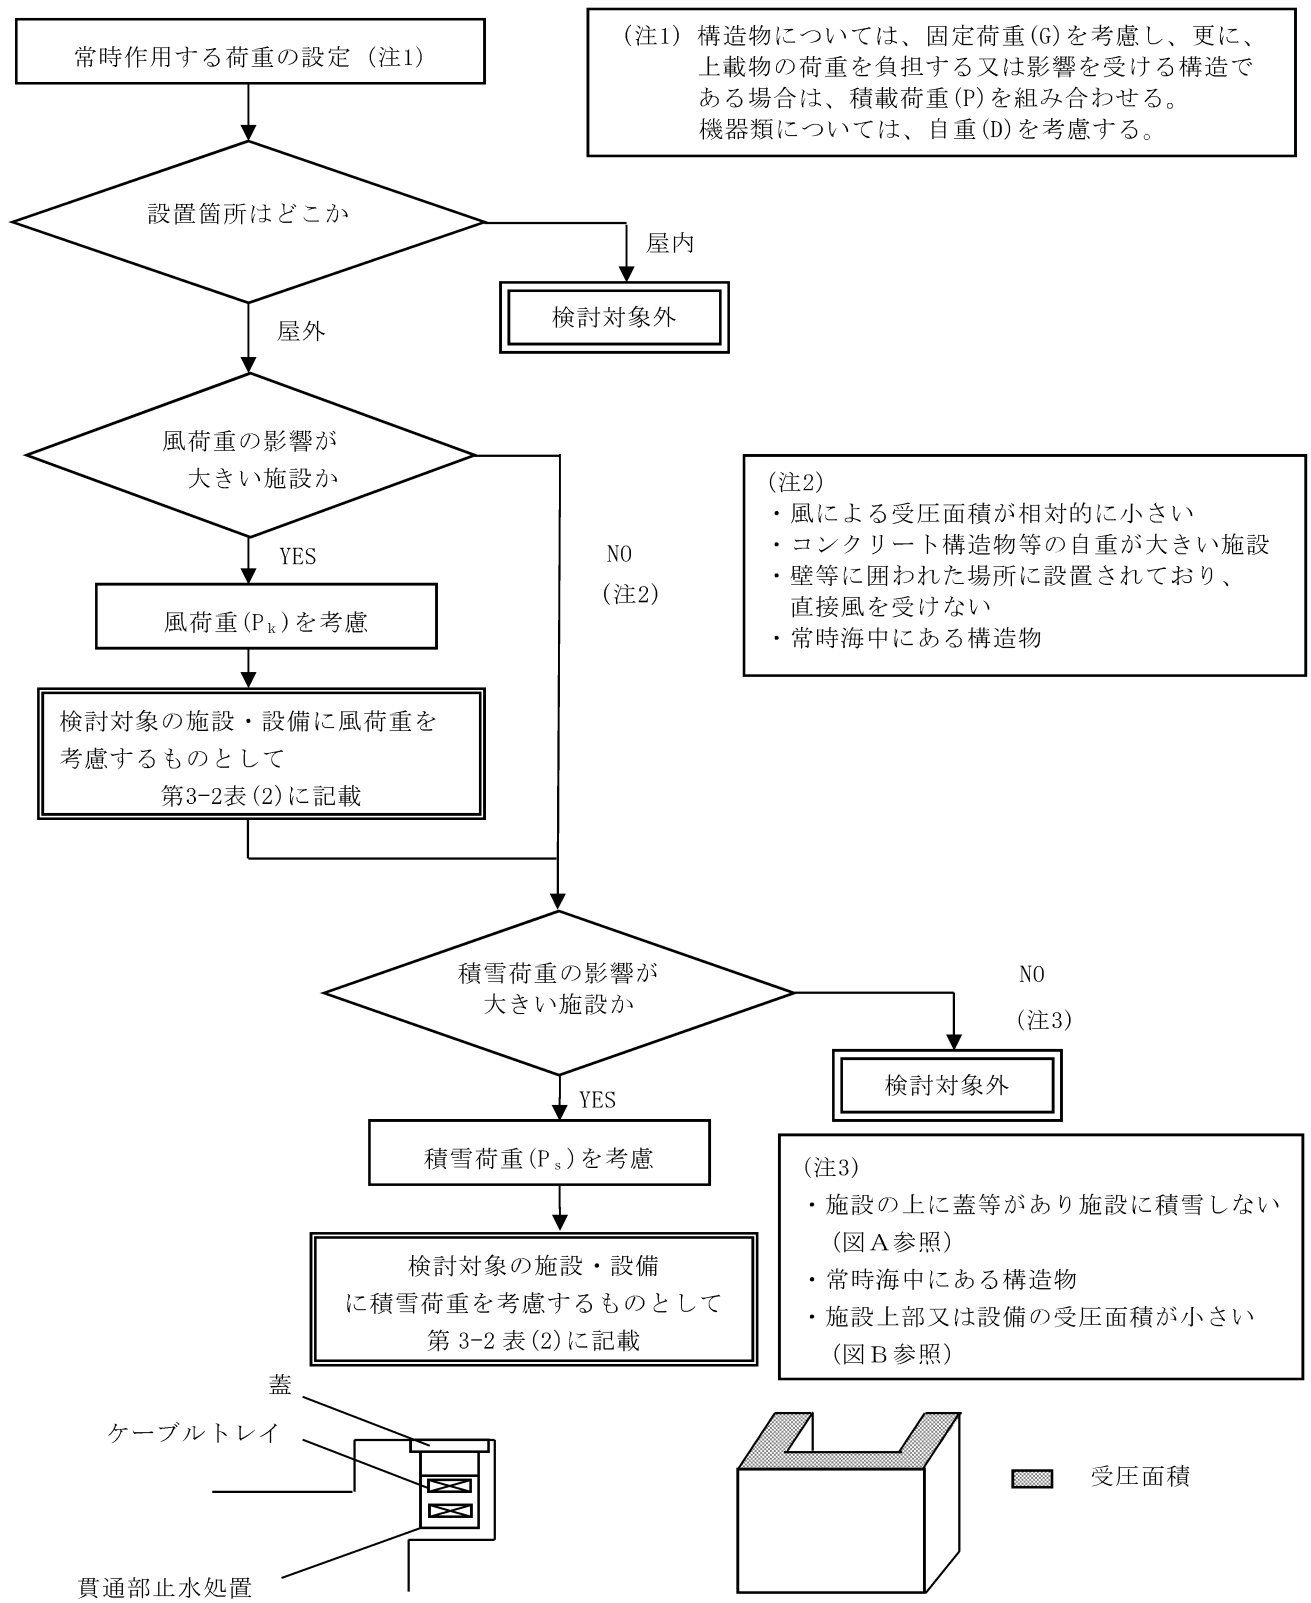 常時作用する荷重の設定（注1）
（注1）構造物については、固定荷重(G)を考慮し、更に、
上載物の荷重を負担する又は影響を受ける構造で
ある場合は、積載荷重(P)を組み合わせる。
機器類については、自重(D)を考慮する。
設置箇所はどこか
屋内
検討対象外
屋外
風荷重の影響が
大きい施設か
YES
NO
（注2）
（注2）
・風による受圧面積が相対的に小さい
・コンクリート構造物等の自重が大きい施設
・壁等に囲われた場所に設置されており、
直接風を受けない
・常時海中にある構造物
風荷重(Pk)を考慮
検討対象の施設・設備に風荷重を
考慮するものとして
第3-2表(2)に記載
積雪荷重の影響が
大きい施設か
NO
（注3）
検討対象外
YES
積雪荷重(Ps)を考慮
検討対象の施設・設備
に積雪荷重を考慮するものとして
第 3-2 表(2)に記載
（注3）
・施設の上に蓋等があり施設に積雪しない
（図Ａ参照）
・常時海中にある構造物
・施設上部又は設備の受圧面積が小さい
（図Ｂ参照）
蓋
ケーブルトレイ
貫通部止水処置
受圧面積